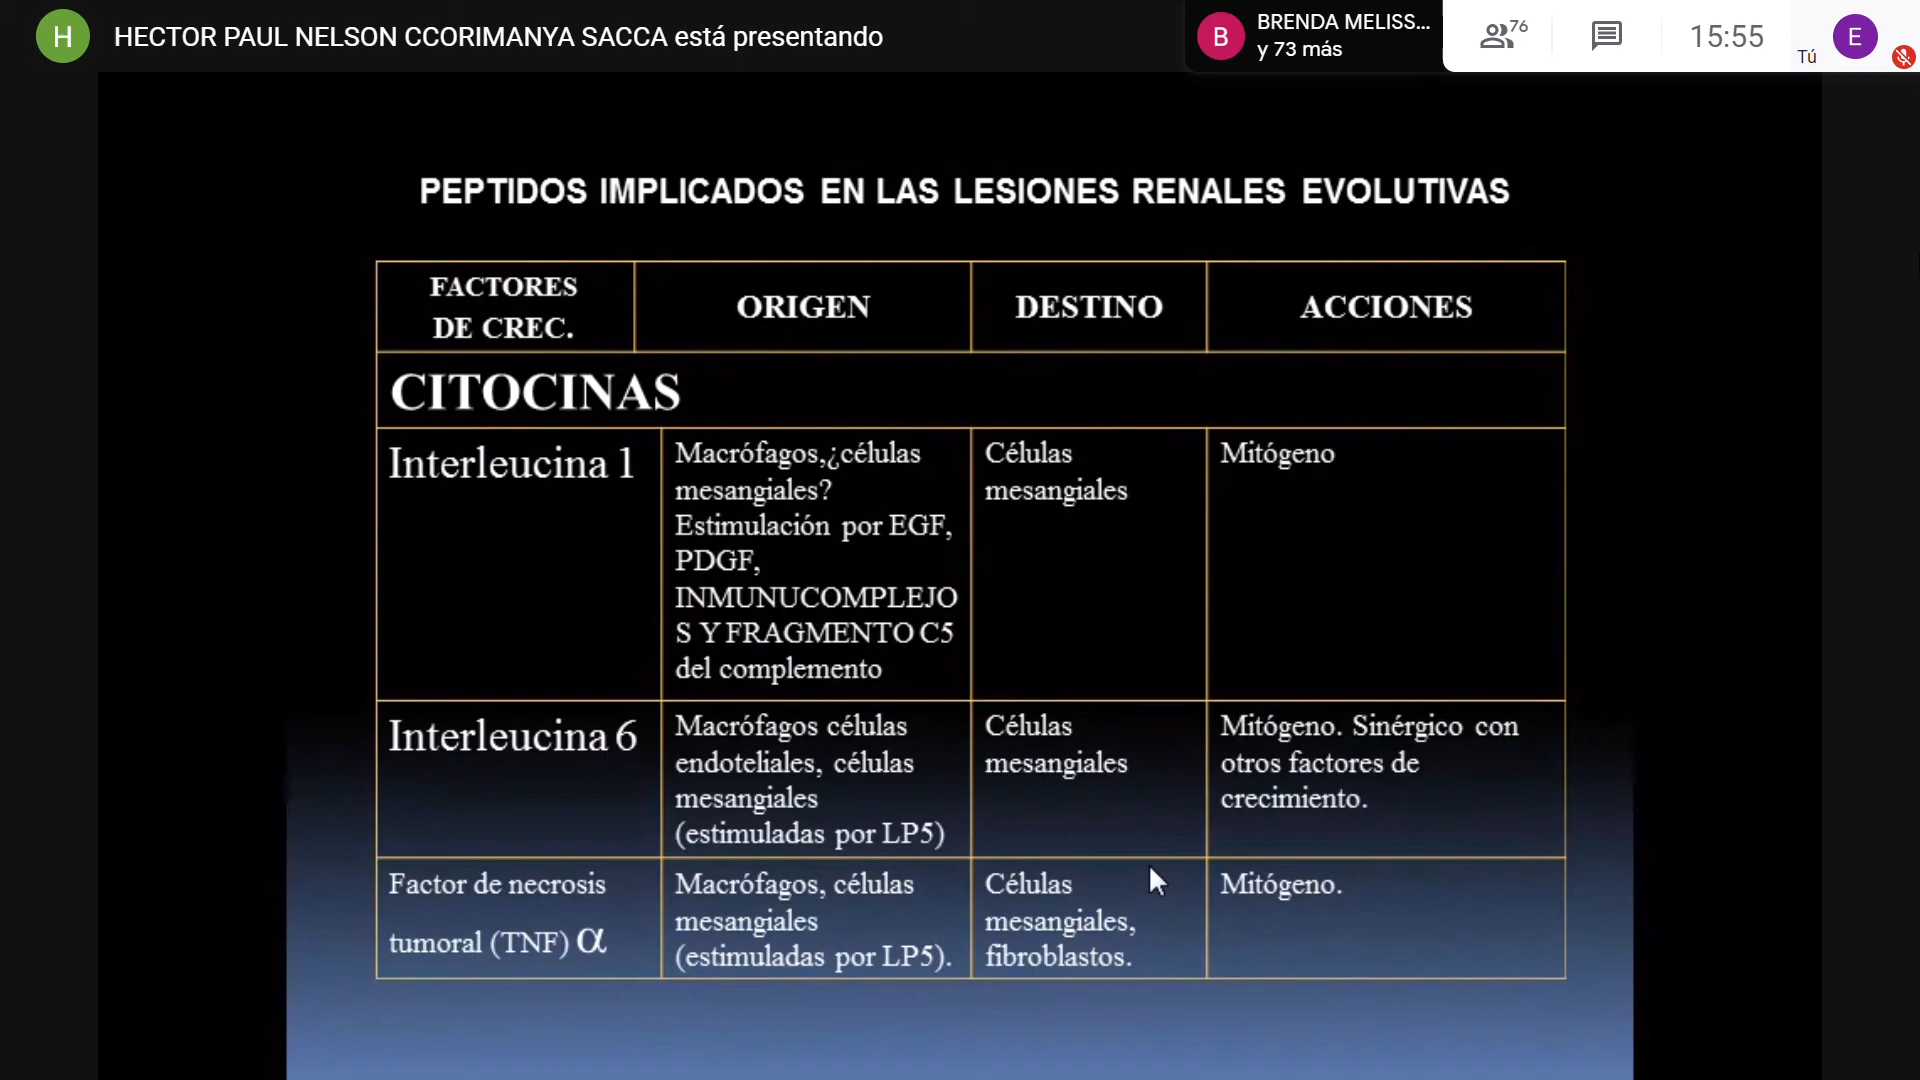 H HECTOR PAUL NELSON CCORIMANYA SACCA está presentando
B BRENDA MELISS...
y 73 más
76
15:55
Tú
E
PEPTIDOS IMPLICADOS EN LAS LESIONES RENALES EVOLUTIVAS
FACTORES
DE CREC.
ORIGEN
DESTINO
ACCIONES
CITOCINAS
Interleucina 1
Macrófagos,¿células
mesangiales?
Estimulación por EGF,
PDGF,
INMUNUCOMPLEJO
S Y FRAGMENTO C5
del complemento
Células
mesangiales
Mitógeno
Interleucina 6
Macrófagos células
endoteliales, células
mesangiales
(estimuladas por LP5)
Células
mesangiales
Mitógeno. Sinérgico con
otros factores de
crecimiento.
Factor de necrosis
tumoral (TNF) α
Macrófagos, células
mesangiales
(estimuladas por LP5).
Células
mesangiales,
fibroblastos.
Mitógeno.